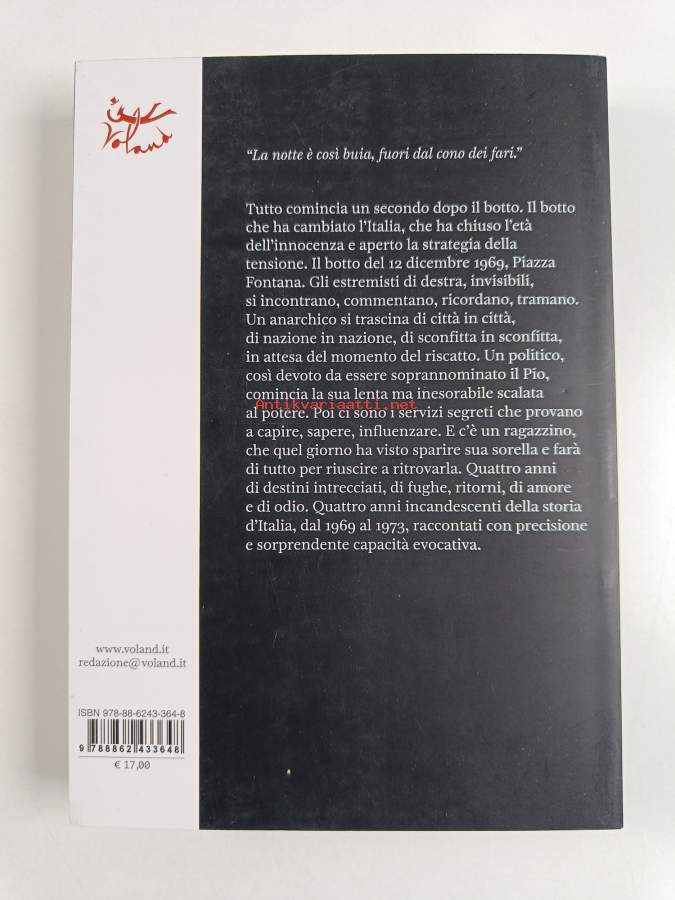 Voland
“La notte è così buia, fuori dal cono dei fari.”
Tutto comincia un secondo dopo il botto. Il botto
che ha cambiato l’Italia, che ha chiuso l’età
dell’innocenza e aperto la strategia della
tensione. Il botto del 12 dicembre 1969, Piazza
Fontana. Gli estremisti di destra, invisibili,
si incontrano, commentano, ricordano, tramano.
Un anarchico si trascina di città in città,
di nazione in nazione, di sconfitta in sconfitta,
in attesa del momento del riscatto. Un politico,
così devoto da essere soprannominato il Pio,
comincia la sua lenta ma inesorabile scalata
Antikvariaatti.net
al potere. Poi ci sono i servizi segreti che provano
a capire, sapere, influenzare. E c’è un ragazzino,
che quel giorno ha visto sparire sua sorella e farà
di tutto per riuscire a ritrovarla. Quattro anni
di destini intrecciati, di fughe, ritorni, di amore
e di odio. Quattro anni incandescenti della storia
d’Italia, dal 1969 al 1973, raccontati con precisione
e sorprendente capacità evocativa.
www.voland.it
redazione@voland.it
ISBN 978-88-6243-364-8
9 788862 433648
€ 17,00